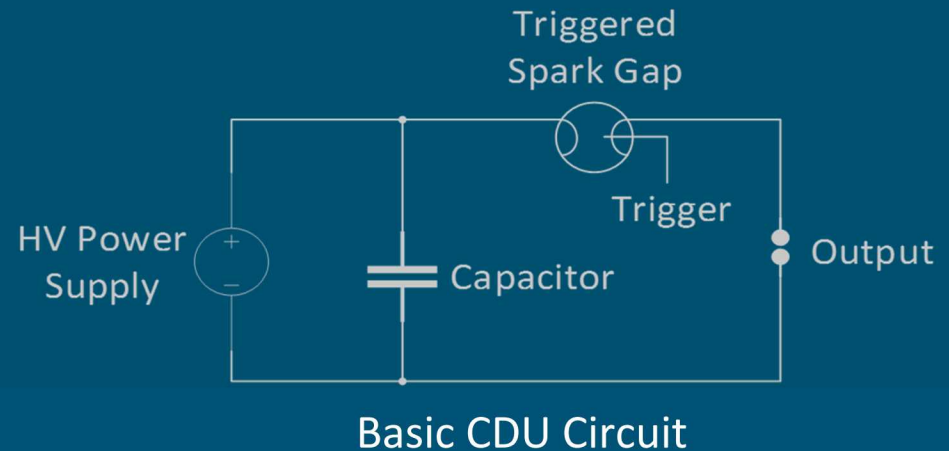 Triggered
Spark Gap
Trigger
HV Power
Supply
+
−
Capacitor
Output
Basic CDU Circuit